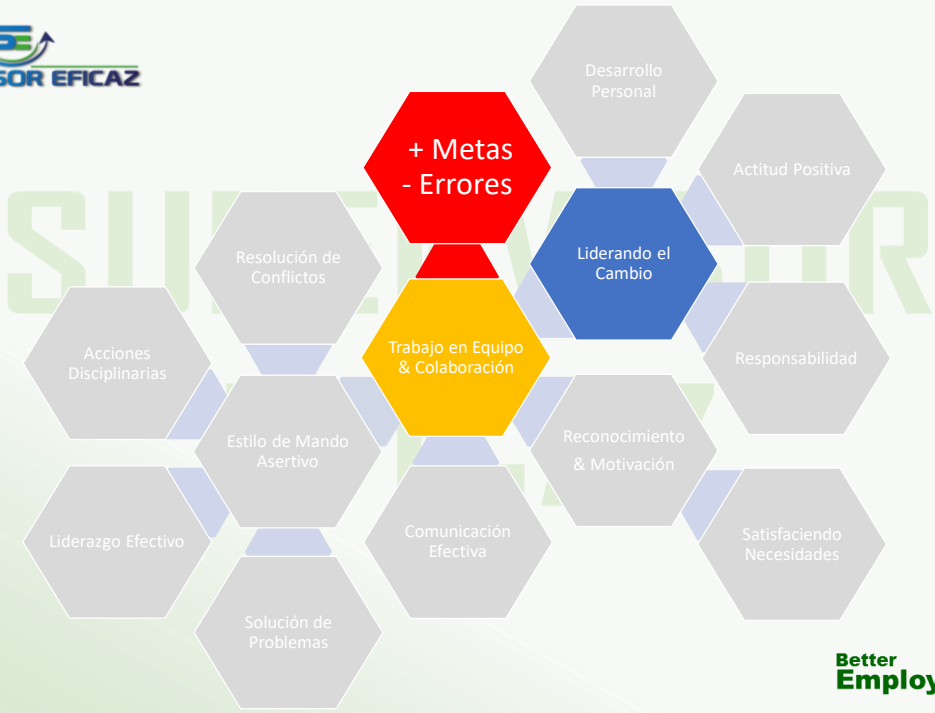 SOR EFICAZ
Desarrollo
Personal
+ Metas
- Errores
Actitud Positiva
Resolución de
Conflictos
Liderando el
Cambio
Acciones
Disciplinarias
Trabajo en Equipo
& Colaboración
Responsabilidad
Estilo de Mando
Asertivo
Reconocimiento
& Motivación
Liderazgo Efectivo
Comunicación
Efectiva
Satisfaciendo
Necesidades
Solución de
Problemas
Better
Employ